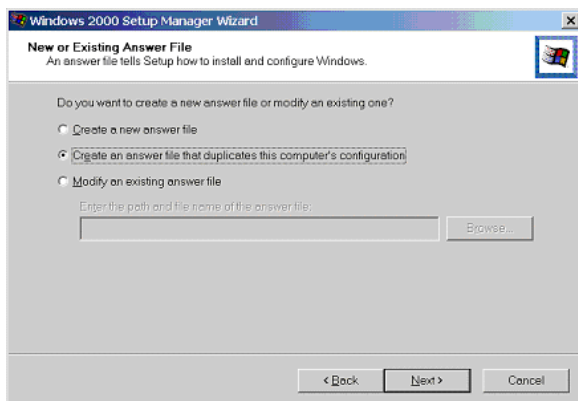 Windows 2000 Setup Manager Wizard
New or Existing Answer File
An answer file tells Setup how to install and configure Windows.
Do you want to create a new answer file or modify an existing one?
Create a new answer file
Create an answer file that duplicates this computer's configuration
Modify an existing answer file
Enter the path and file name of the answer file:
Browse...
< Back
Next >
Cancel